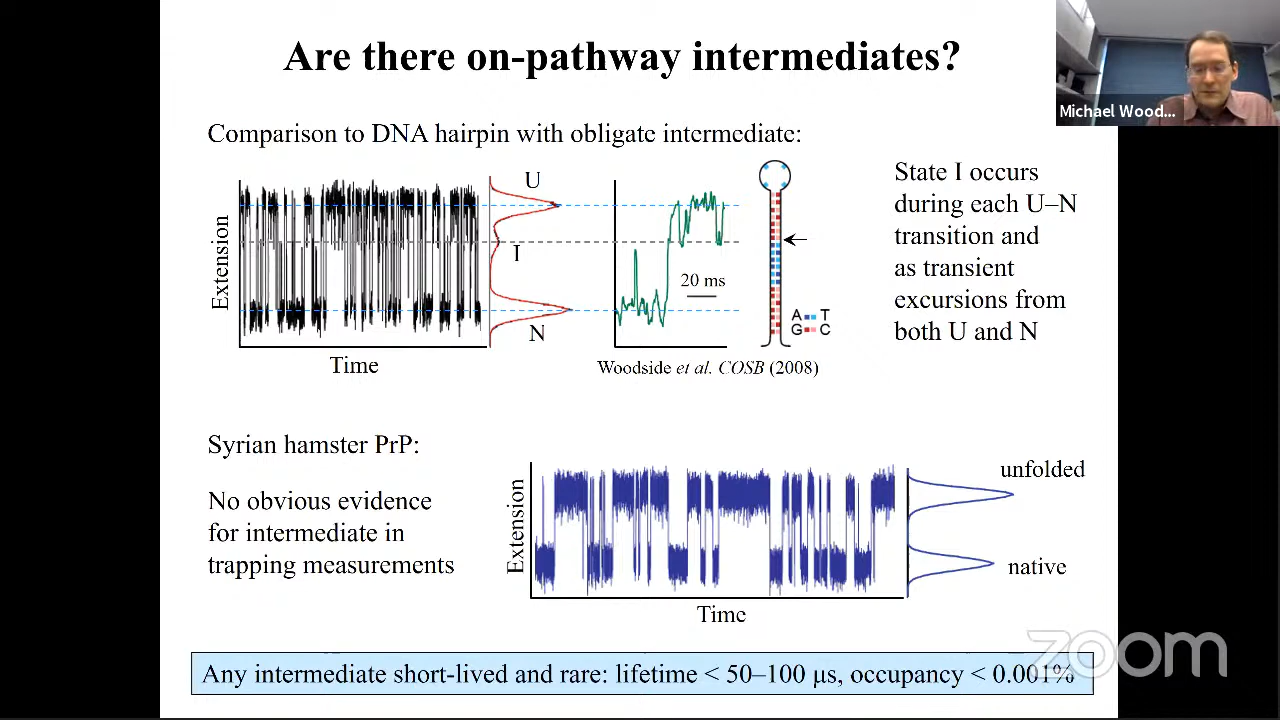 Are there on-pathway intermediates?
Michael Wood...
Comparison to DNA hairpin with obligate intermediate:
Extension
Time
U
I
N
20 ms
A T
G C
Woodside et al. COSB (2008)
State I occurs
during each U–N
transition and
as transient
excursions from
both U and N
Syrian hamster PrP:
No obvious evidence
for intermediate in
trapping measurements
Extension
Time
unfolded
native
zoom
Any intermediate short-lived and rare: lifetime < 50–100 μs, occupancy < 0.001%